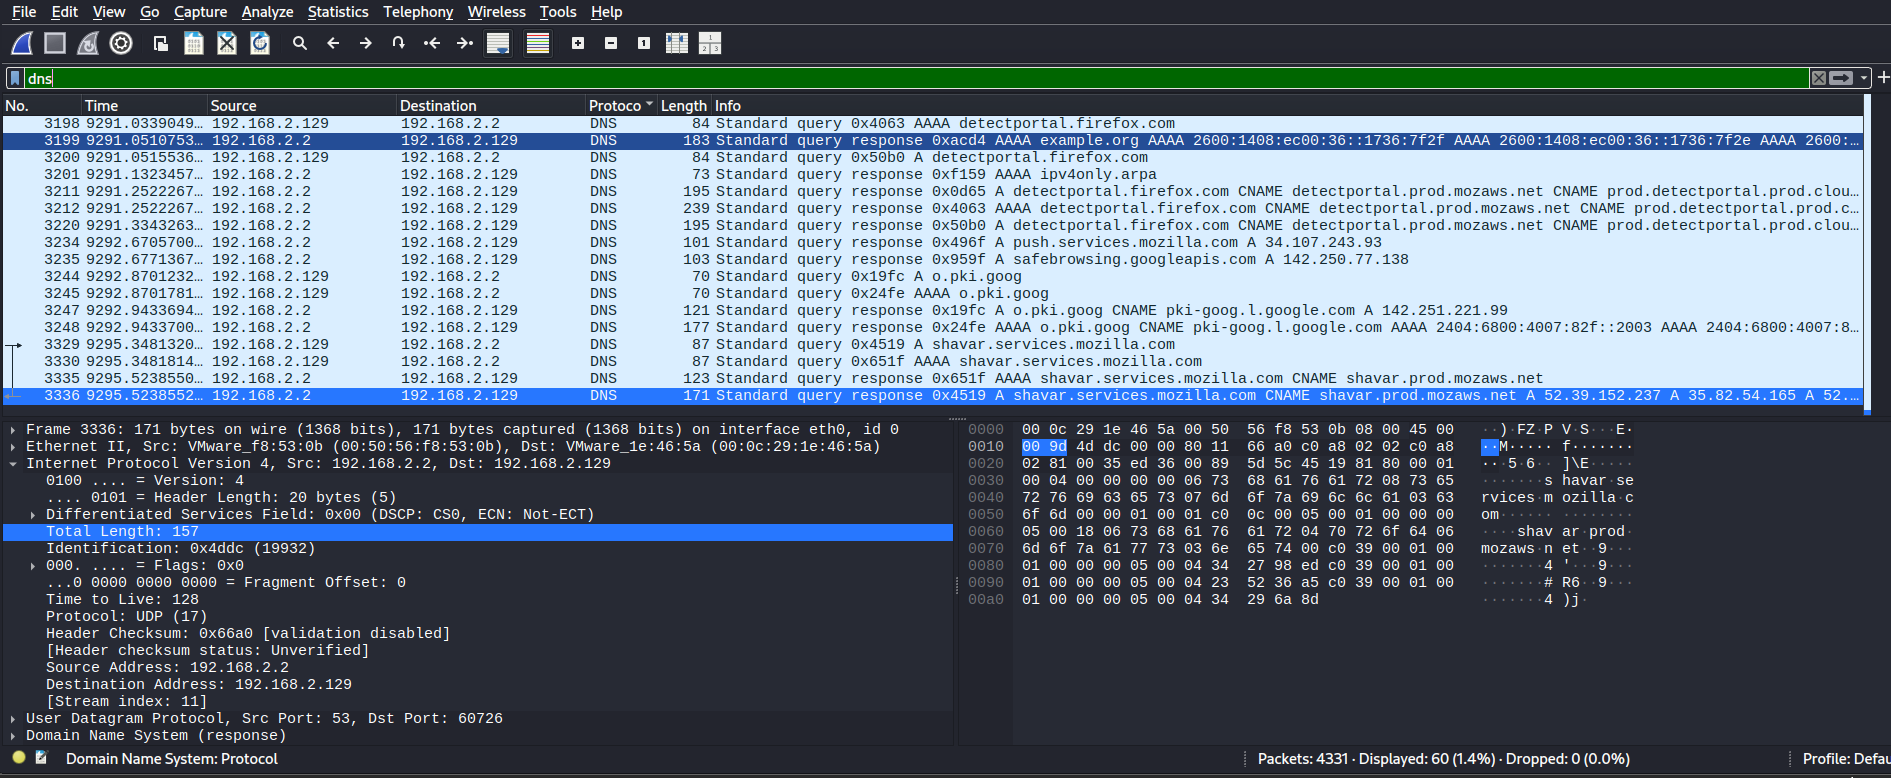 File Edit View Go Capture Analyze Statistics Telephony Wireless Tools Help
dns
No. Time Source Destination Protoco Length Info
3198 9291.0339049… 192.168.2.129 192.168.2.2 DNS 84 Standard query 0x4063 AAAA detectportal.firefox.com
3199 9291.0510753… 192.168.2.2 192.168.2.129 DNS 183 Standard query response 0xacd4 AAAA example.org AAAA 2600:1408:ec00:36::1736:7f2f AAAA 2600:1408:ec00:36::1736:7f2e AAAA 2600:…
3200 9291.0515536… 192.168.2.129 192.168.2.2 DNS 84 Standard query 0x50b0 A detectportal.firefox.com
3201 9291.1323457… 192.168.2.2 192.168.2.129 DNS 73 Standard query response 0xf159 AAAA ipv4only.arpa
3211 9291.2522267… 192.168.2.2 192.168.2.129 DNS 195 Standard query response 0x0d65 A detectportal.firefox.com CNAME detectportal.prod.mozaws.net CNAME prod.detectportal.prod.clou…
3212 9291.2522267… 192.168.2.2 192.168.2.129 DNS 239 Standard query response 0x4063 AAAA detectportal.firefox.com CNAME detectportal.prod.mozaws.net CNAME prod.detectportal.prod.c…
3220 9291.3343263… 192.168.2.2 192.168.2.129 DNS 195 Standard query response 0x50b0 A detectportal.firefox.com CNAME detectportal.prod.mozaws.net CNAME prod.detectportal.prod.clou…
3234 9292.6705700… 192.168.2.2 192.168.2.129 DNS 101 Standard query response 0x496f A push.services.mozilla.com A 34.107.243.93
3235 9292.6771367… 192.168.2.2 192.168.2.129 DNS 103 Standard query response 0x959f A safebrowsing.googleapis.com A 142.250.77.138
3244 9292.8701232… 192.168.2.129 192.168.2.2 DNS 70 Standard query 0x19fc A o.pki.goog
3245 9292.8701781… 192.168.2.129 192.168.2.2 DNS 70 Standard query 0x24fe AAAA o.pki.goog
3247 9292.9433694… 192.168.2.2 192.168.2.129 DNS 121 Standard query response 0x19fc A o.pki.goog CNAME pki-goog.l.google.com A 142.251.221.99
3248 9292.9433700… 192.168.2.2 192.168.2.129 DNS 177 Standard query response 0x24fe AAAA o.pki.goog CNAME pki-goog.l.google.com AAAA 2404:6800:4007:82f::2003 AAAA 2404:6800:4007:8…
3329 9295.3481320… 192.168.2.129 192.168.2.2 DNS 87 Standard query 0x4519 A shavar.services.mozilla.com
3330 9295.3481814… 192.168.2.129 192.168.2.2 DNS 87 Standard query 0x651f AAAA shavar.services.mozilla.com
3335 9295.5238550… 192.168.2.2 192.168.2.129 DNS 123 Standard query response 0x651f AAAA shavar.services.mozilla.com CNAME shavar.prod.mozaws.net
3336 9295.5238552… 192.168.2.2 192.168.2.129 DNS 171 Standard query response 0x4519 A shavar.services.mozilla.com CNAME shavar.prod.mozaws.net A 52.39.152.237 A 35.82.54.165 A 52.…
Frame 3336: 171 bytes on wire (1368 bits), 171 bytes captured (1368 bits) on interface eth0, id 0
Ethernet II, Src: VMware_f8:53:0b (00:50:56:f8:53:0b), Dst: VMware_1e:46:5a (00:0c:29:1e:46:5a)
Internet Protocol Version 4, Src: 192.168.2.2, Dst: 192.168.2.129
0100 .... = Version: 4
.... 0101 = Header Length: 20 bytes (5)
Differentiated Services Field: 0x00 (DSCP: CS0, ECN: Not-ECT)
Total Length: 157
Identification: 0x4ddc (19932)
000. .... = Flags: 0x0
...0 0000 0000 0000 = Fragment Offset: 0
Time to Live: 128
Protocol: UDP (17)
Header Checksum: 0x66a0 [validation disabled]
[Header checksum status: Unverified]
Source Address: 192.168.2.2
Destination Address: 192.168.2.129
[Stream index: 11]
User Datagram Protocol, Src Port: 53, Dst Port: 60726
Domain Name System (response)
0000 00 0c 29 1e 46 5a 00 50 56 f8 53 0b 08 00 45 00 ··)·FZ·P V·S···E·
0010 00 9d 4d dc 00 00 80 11 66 a0 c0 a8 02 02 c0 a8 ··M····· f·······
0020 02 81 00 35 ed 36 00 89 5d 5c 45 19 81 80 00 01 ···5·6·· ]\E·····
0030 00 04 00 00 00 00 06 73 68 61 76 61 72 08 73 65 ·······s havar·se
0040 72 76 69 63 65 73 07 6d 6f 7a 69 6c 6c 61 03 63 rvices·m ozilla·c
0050 6f 6d 00 00 01 00 01 c0 0c 00 05 00 01 00 00 00 om······ ········
0060 05 00 18 06 73 68 61 76 61 72 04 70 72 6f 64 06 ····shav ar·prod·
0070 6d 6f 7a 61 77 73 03 6e 65 74 00 c0 39 00 01 00 mozaws·n et··9···
0080 01 00 00 00 05 00 04 34 27 98 ed c0 39 00 01 00 ·······4 '···9···
0090 01 00 00 00 05 00 04 23 52 36 a5 c0 39 00 01 00 ·······# R6··9···
00a0 01 00 00 00 05 00 04 34 29 6a 8d ·······4 )j·
Domain Name System: Protocol Packets: 4331 · Displayed: 60 (1.4%) · Dropped: 0 (0.0%) Profile: Defau